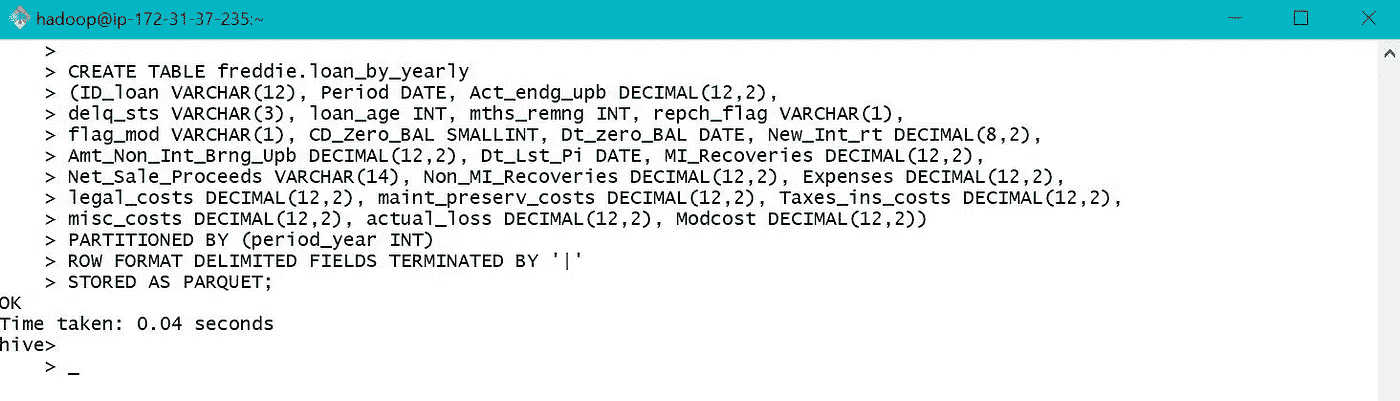 hadoop@ip-172-31-37-235:~
>
> CREATE TABLE freddie.loan_by_yearly
> (ID_loan VARCHAR(12), Period DATE, Act_endg_upb DECIMAL(12,2),
> delq_sts VARCHAR(3), loan_age INT, mths_remng INT, repch_flag VARCHAR(1),
> flag_mod VARCHAR(1), CD_Zero_BAL SMALLINT, Dt_zero_BAL DATE, New_Int_rt DECIMAL(8,2),
> Amt_Non_Int_Brng_Upb DECIMAL(12,2), Dt_Lst_Pi DATE, MI_Recoveries DECIMAL(12,2),
> Net_Sale_Proceeds VARCHAR(14), Non_MI_Recoveries DECIMAL(12,2), Expenses DECIMAL(12,2),
> legal_costs DECIMAL(12,2), maint_preserv_costs DECIMAL(12,2), Taxes_ins_costs DECIMAL(12,2),
> misc_costs DECIMAL(12,2), actual_loss DECIMAL(12,2), Modcost DECIMAL(12,2))
> PARTITIONED BY (period_year INT)
> ROW FORMAT DELIMITED FIELDS TERMINATED BY '|'
> STORED AS PARQUET;
OK
Time taken: 0.04 seconds
hive>
> _